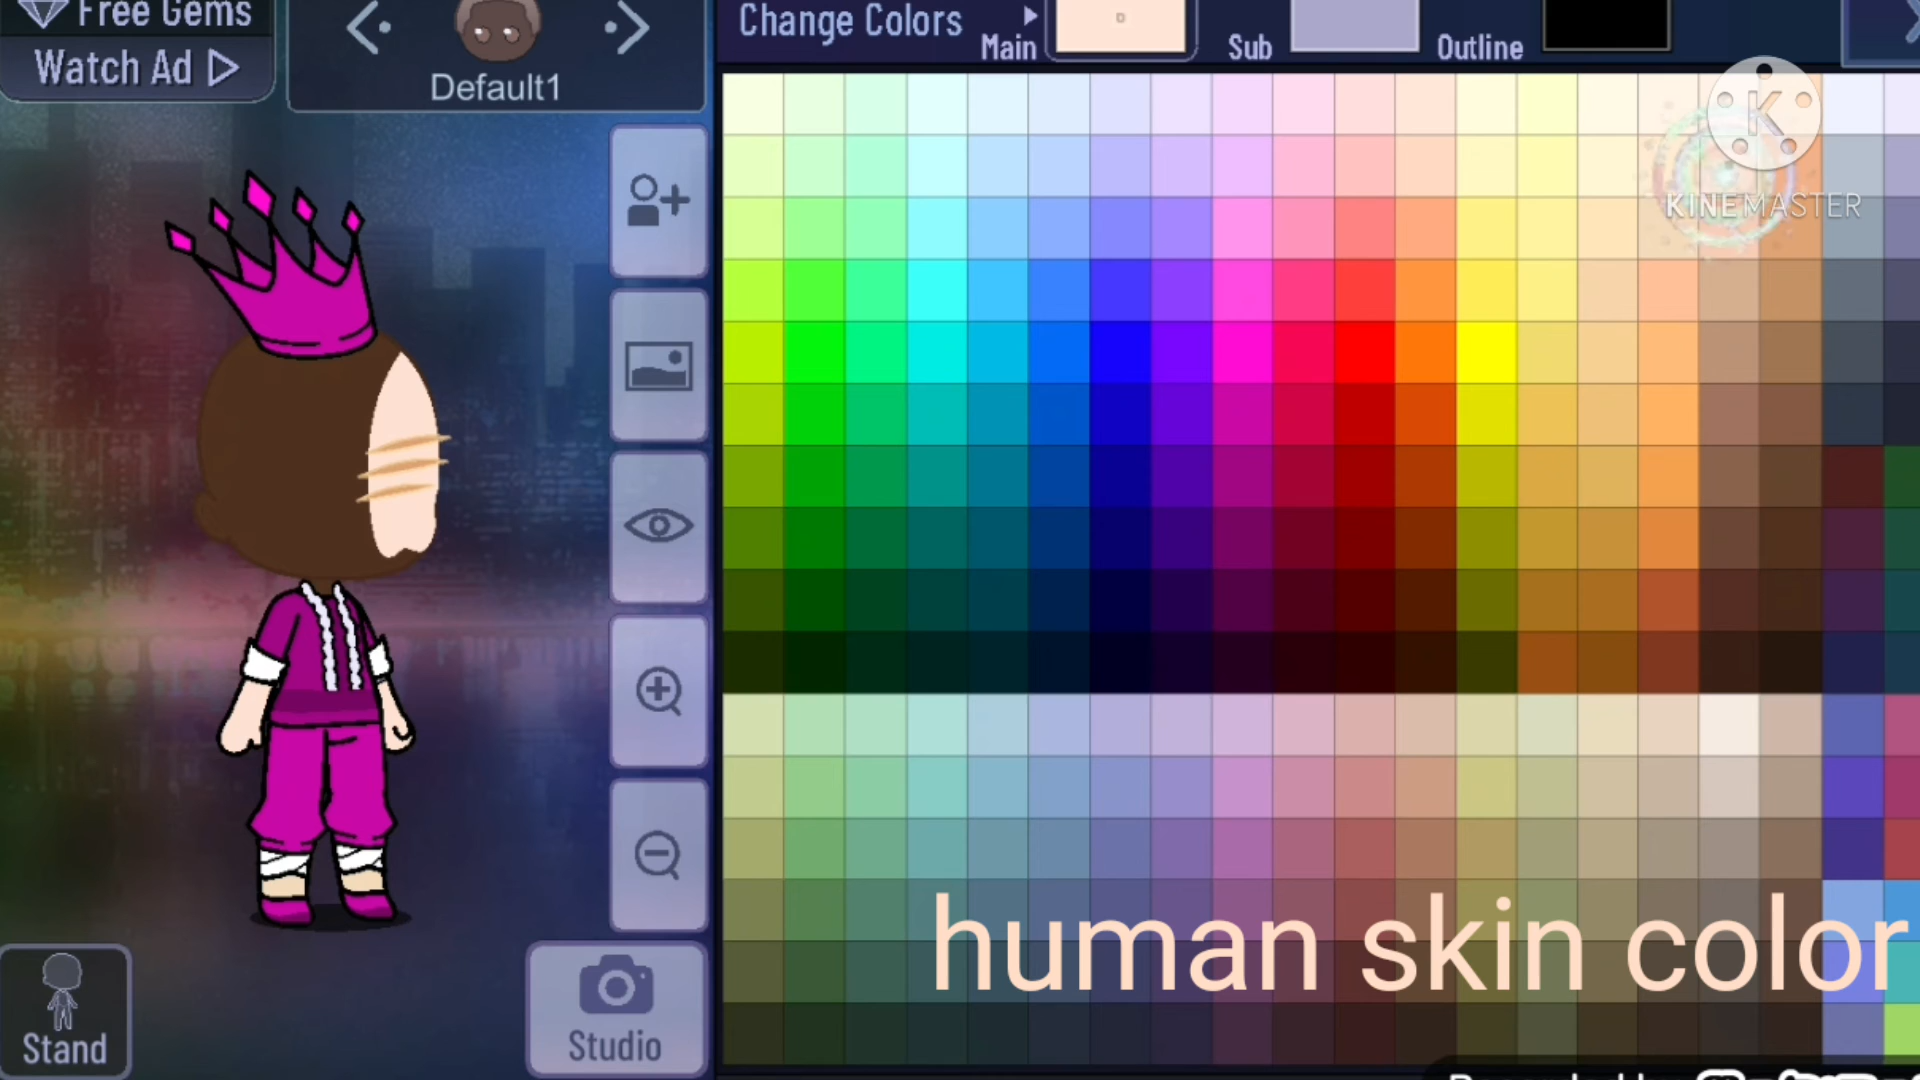 Free Gems
Watch Ad
Default1
Change Colors
Main
Sub
Outline
KINEMASTER
human skin color
Stand
Studio